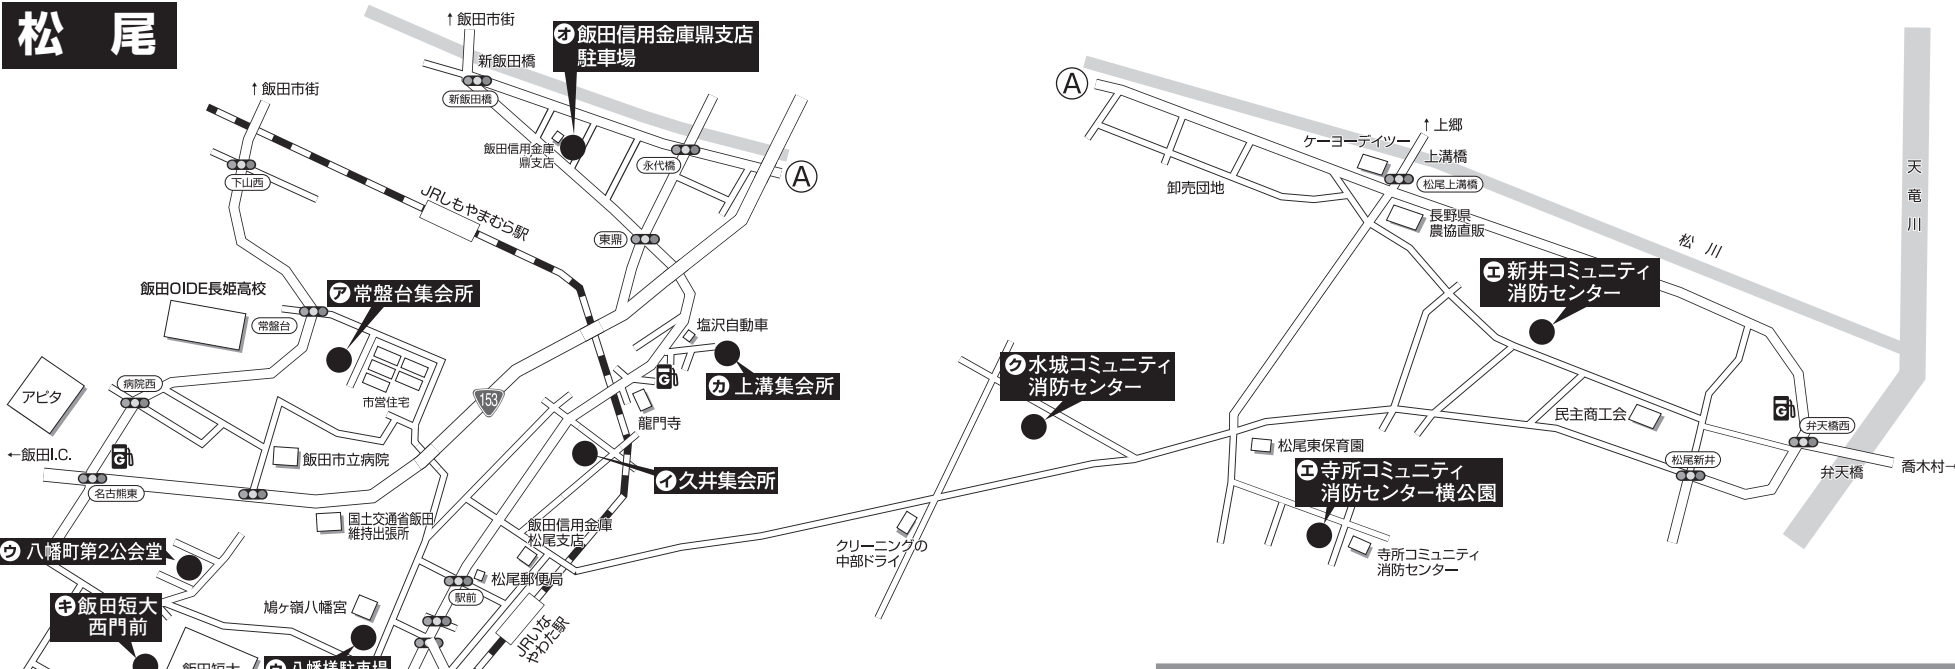 松 尾
↑飯田市街
↑飯田市街
新飯田橋
新飯田橋
オ 飯田信用金庫鼎支店
駐車場
飯田信用金庫
鼎支店
永代橋
A
下山西
JRしもやまむら駅
東鼎
飯田OIDE長姫高校
常盤台
ア 常盤台集会所
塩沢自動車
カ 上溝集会所
アピタ
病院西
市営住宅
153
G
龍門寺
←飯田I.C.
G
飯田市立病院
イ 久井集会所
名古熊東
国土交通省飯田
維持出張所
飯田信用金庫
松尾支店
ウ 八幡町第2公会堂
松尾郵便局
駅前
キ 飯田短大
西門前
鳩ヶ嶺八幡宮
JRいな
やわた駅
飯田短大
ウ 八幡様駐車場
A
ケーヨーデイツー
↑上郷
上溝橋
松尾上溝橋
卸売団地
長野県
農協直販
天竜川
松川
エ 新井コミュニティ
消防センター
ク 水城コミュニティ
消防センター
民主商工会
G
弁天橋西
松尾東保育園
松尾新井
弁天橋
喬木村→
エ 寺所コミュニティ
消防センター横公園
クリーニングの
中部ドライ
寺所コミュニティ
消防センター